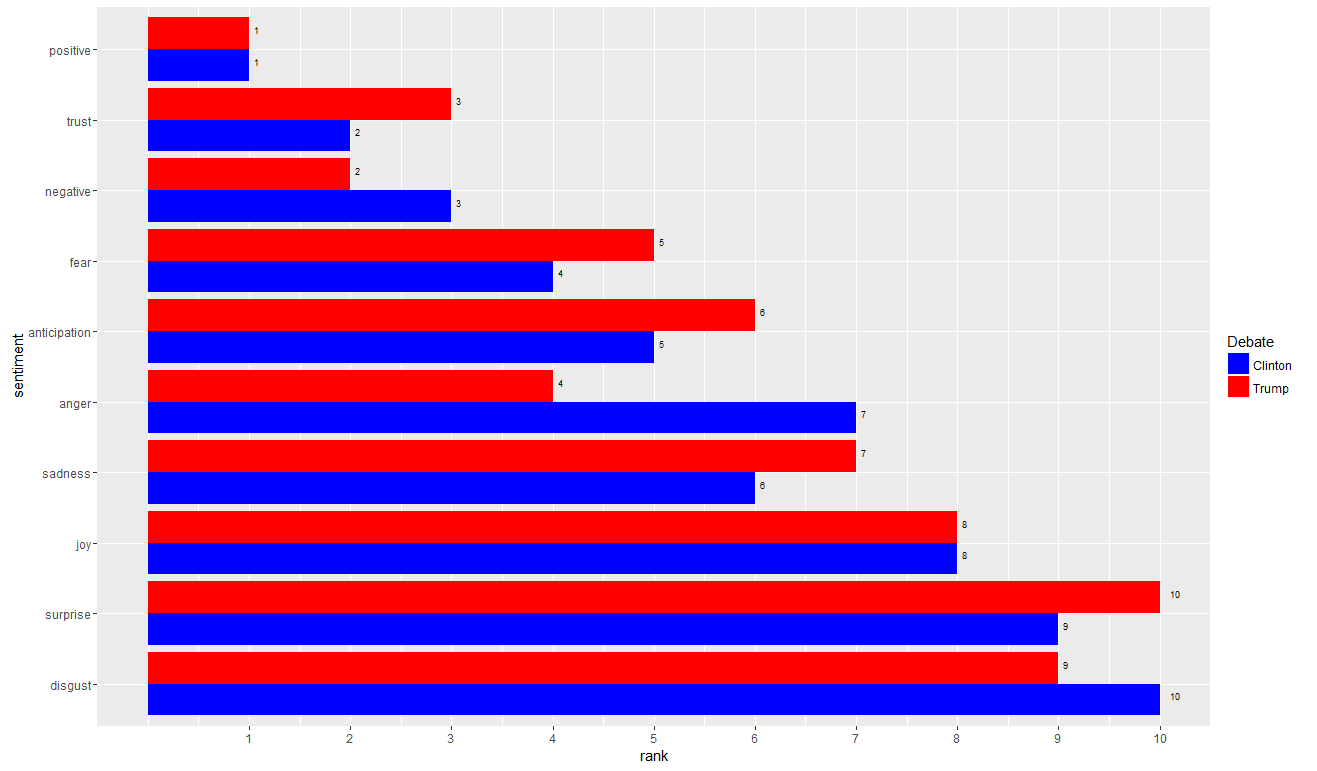 positive
1
1
trust
3
2
negative
2
3
fear
5
4
anticipation
6
5
anger
4
7
sadness
7
6
joy
8
8
surprise
10
9
disgust
9
10
1 2 3 4 5 6 7 8 9 10
rank
sentiment
Debate
Clinton
Trump